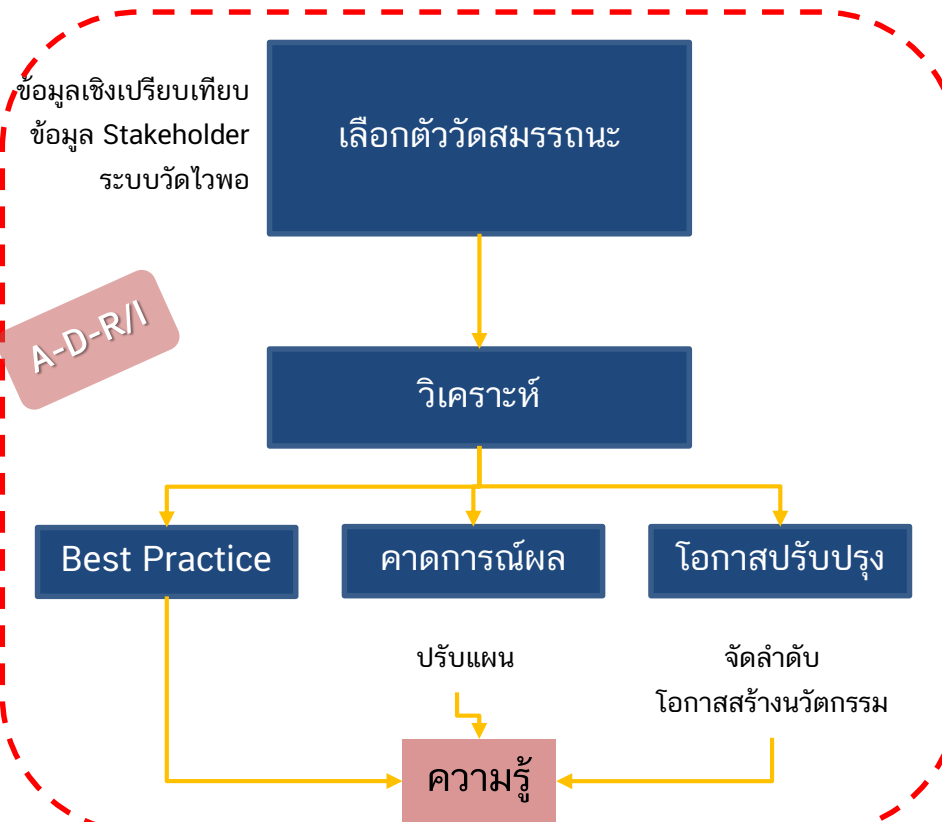 ข้อมูลเชิงเปรียบเทียบ
ข้อมูล Stakeholder
ระบบวัดไวพอ
เลือกตัววัดสมรรถนะ
A-D-R/I
วิเคราะห์
Best Practice
คาดการณ์ผล
โอกาสปรับปรุง
ปรับแผน
จัดลำดับ
โอกาสสร้างนวัตกรรม
ความรู้